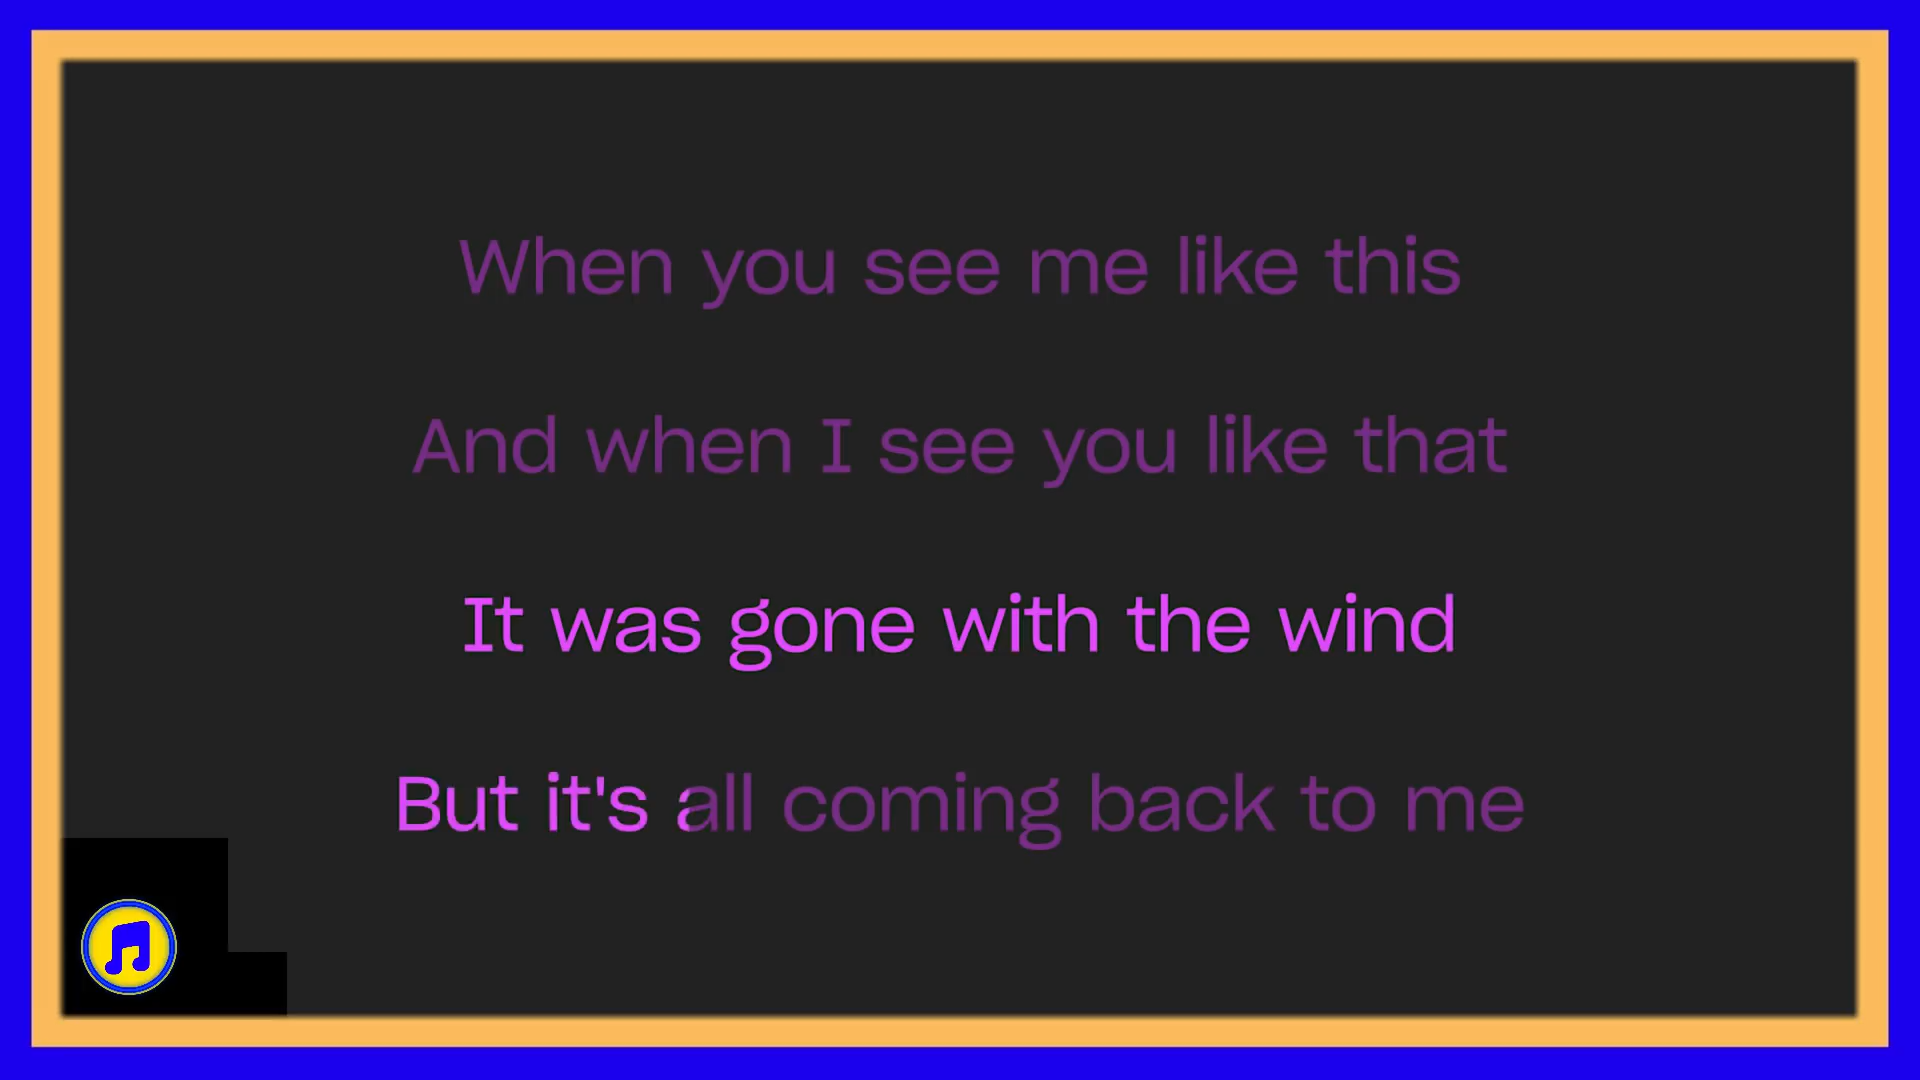 When you see me like this
And when I see you like that
It was gone with the wind
But it's all coming back to me